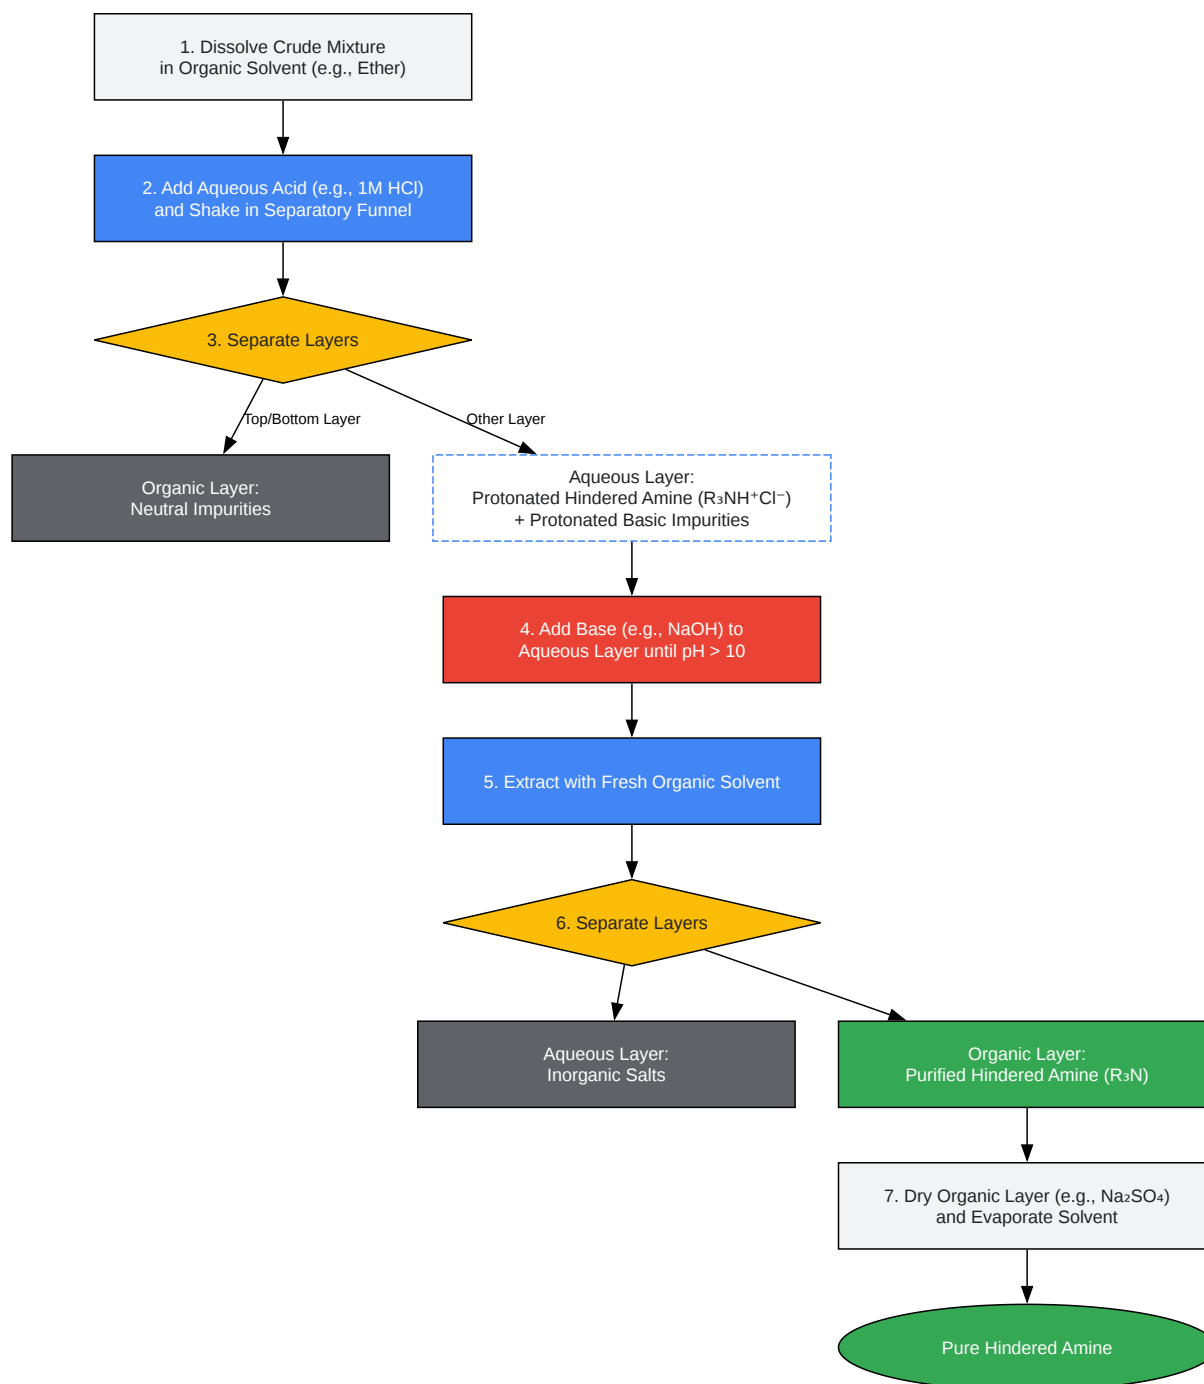 1. Dissolve Crude Mixture
in Organic Solvent (e.g., Ether)
2. Add Aqueous Acid (e.g., 1M HCl)
and Shake in Separatory Funnel
3. Separate Layers
Top/Bottom Layer
Other Layer
Organic Layer:
Neutral Impurities
Aqueous Layer:
Protonated Hindered Amine (R₃NH⁺Cl⁻)
+ Protonated Basic Impurities
4. Add Base (e.g., NaOH) to
Aqueous Layer until pH > 10
5. Extract with Fresh Organic Solvent
6. Separate Layers
Aqueous Layer:
Inorganic Salts
Organic Layer:
Purified Hindered Amine (R₃N)
7. Dry Organic Layer (e.g., Na₂SO₄)
and Evaporate Solvent
Pure Hindered Amine